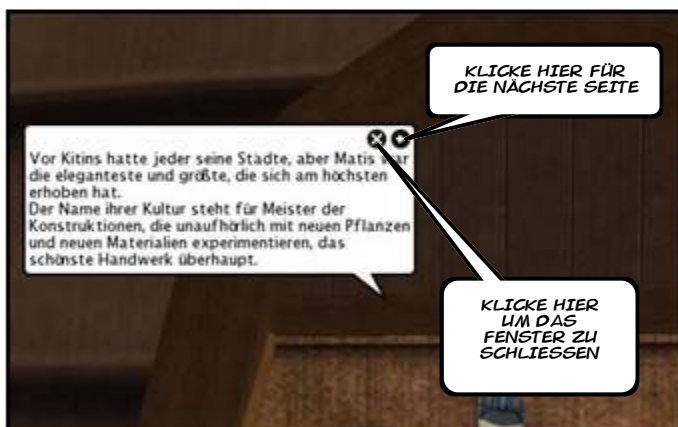 KLICKE HIER FÜR
DIE NÄCHSTE SEITE
Vor Kitins hatte jeder seine Städte, aber Matis war
die eleganteste und größte, die sich am höchsten
erhoben hat.
Der Name ihrer Kultur steht für Meister der
Konstruktionen, die unaufhörlich mit neuen Pflanzen
und neuen Materialien experimentieren, das
schönste Handwerk überhaupt.
KLICKE HIER
UM DAS
FENSTER ZU
SCHLIESSEN